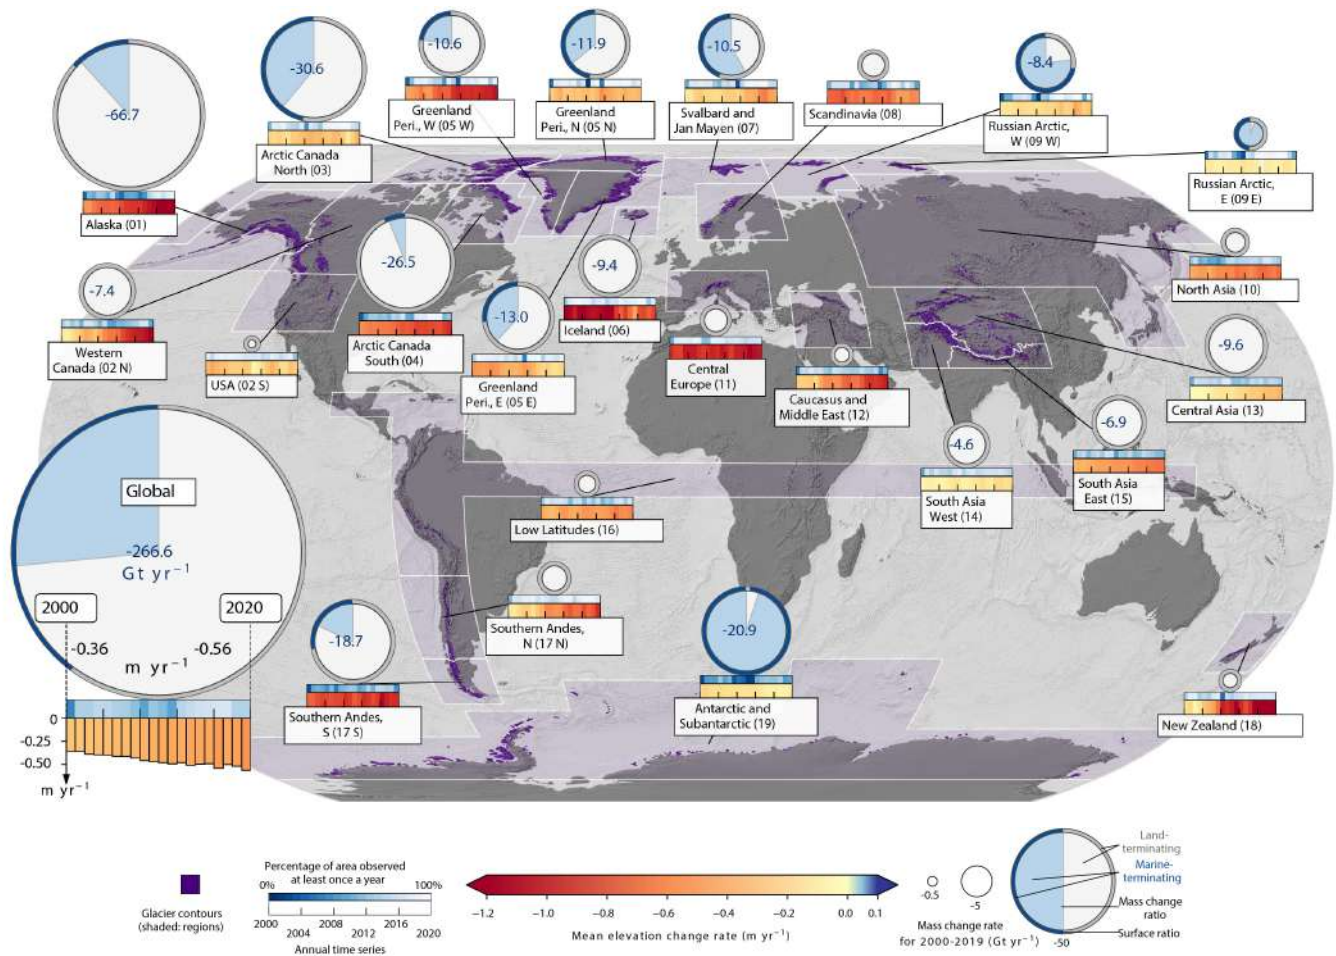 -66.7
Alaska (01)
-30.6
Arctic Canada
North (03)
-10.6
Greenland
Peri., W (05 W)
-11.9
Greenland
Peri., N (05 N)
-10.5
Svalbard and
Jan Mayen (07)
Scandinavia (08)
-8.4
Russian Arctic,
W (09 W)
Russian Arctic,
E (09 E)
-7.4
Western
Canada (02 N)
USA (02 S)
-26.5
Arctic Canada
South (04)
-13.0
Greenland
Peri., E (05 E)
-9.4
Iceland (06)
Central
Europe (11)
Caucasus and
Middle East (12)
North Asia (10)
-9.6
Central Asia (13)
-4.6
South Asia
West (14)
-6.9
South Asia
East (15)
Low Latitudes (16)
Southern Andes,
N (17 N)
-18.7
Southern Andes,
S (17 S)
-20.9
Antarctic and
Subantarctic (19)
New Zealand (18)
Global
-266.6
Gt yr⁻¹
2000
2020
-0.36
-0.56
m yr⁻¹
0
-0.25
-0.50
m yr⁻¹
Glacier contours
(shaded: regions)
Percentage of area observed
at least once a year
0%
100%
2000
2008
2016
2004
2012
2020
Annual time series
−1.2
−1.0
−0.8
−0.6
−0.4
−0.2
0.0
0.1
Mean elevation change rate (m yr⁻¹)
-0.5
-5
-50
Mass change rate
for 2000-2019 (Gt yr⁻¹)
Land-
terminating
Marine-
terminating
Mass change
ratio
Surface ratio